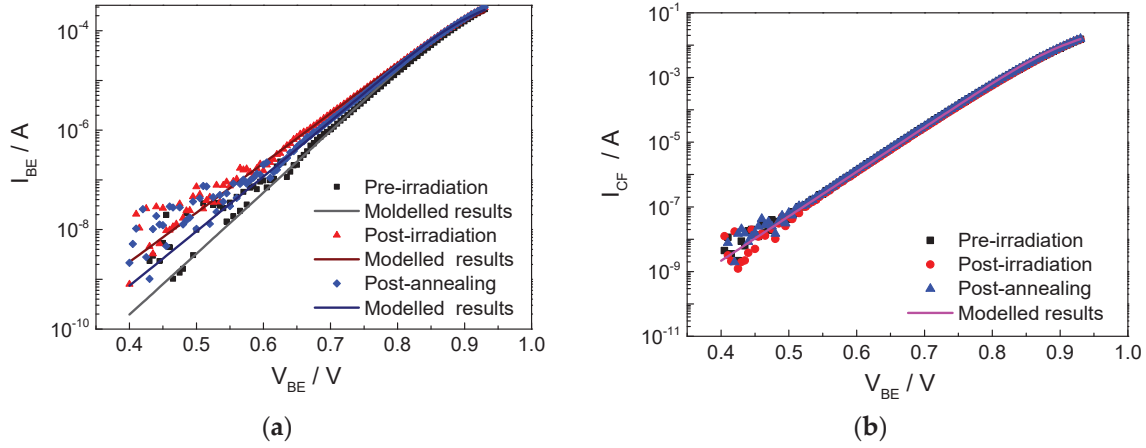 10^-4
10^-6
10^-8
10^-10
I_BE / A
0.4 0.5 0.6 0.7 0.8 0.9 1.0
V_BE / V
Pre-irradiation
Moldelled results
Post-irradiation
Modelled results
Post-annealing
Modelled results
(a)
10^-1
10^-3
10^-5
10^-7
10^-9
10^-11
I_CF / A
0.4 0.5 0.6 0.7 0.8 0.9 1.0
V_BE / V
Pre-irradiation
Post-irradiation
Post-annealing
Modelled results
(b)